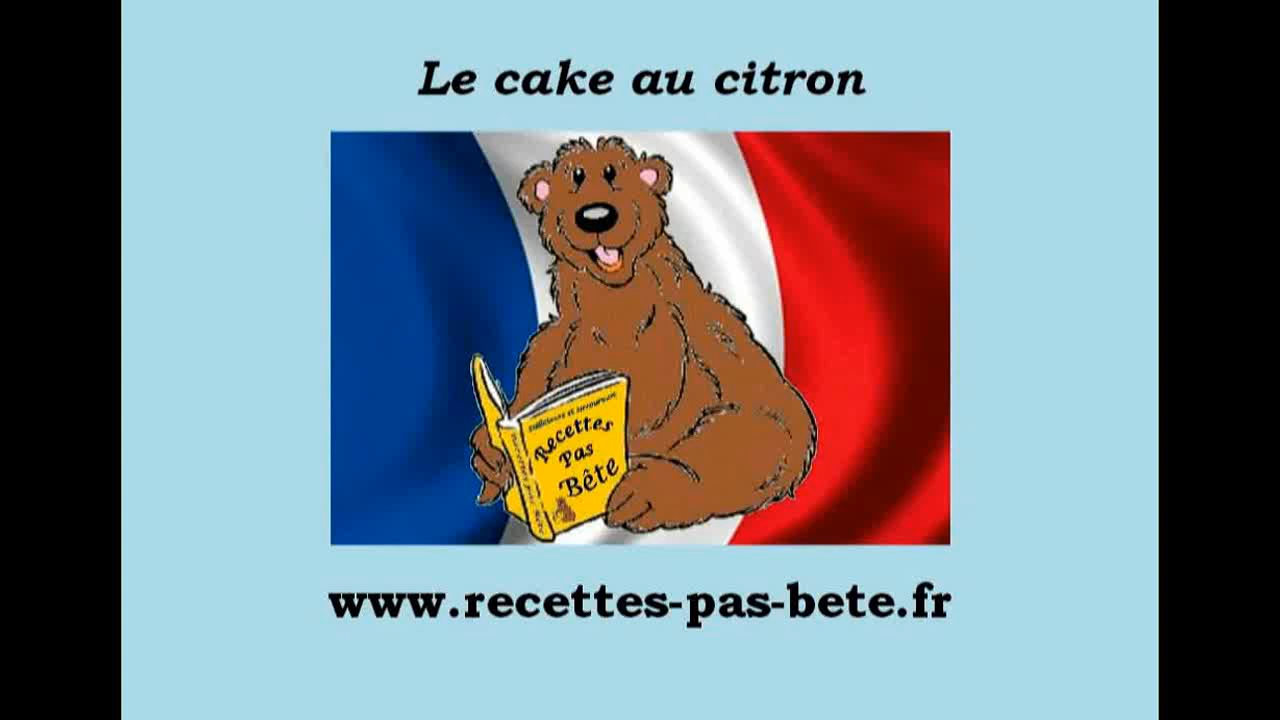 Le cake au citron
Recettes
Pas
Bête
www.recettes-pas-bete.fr